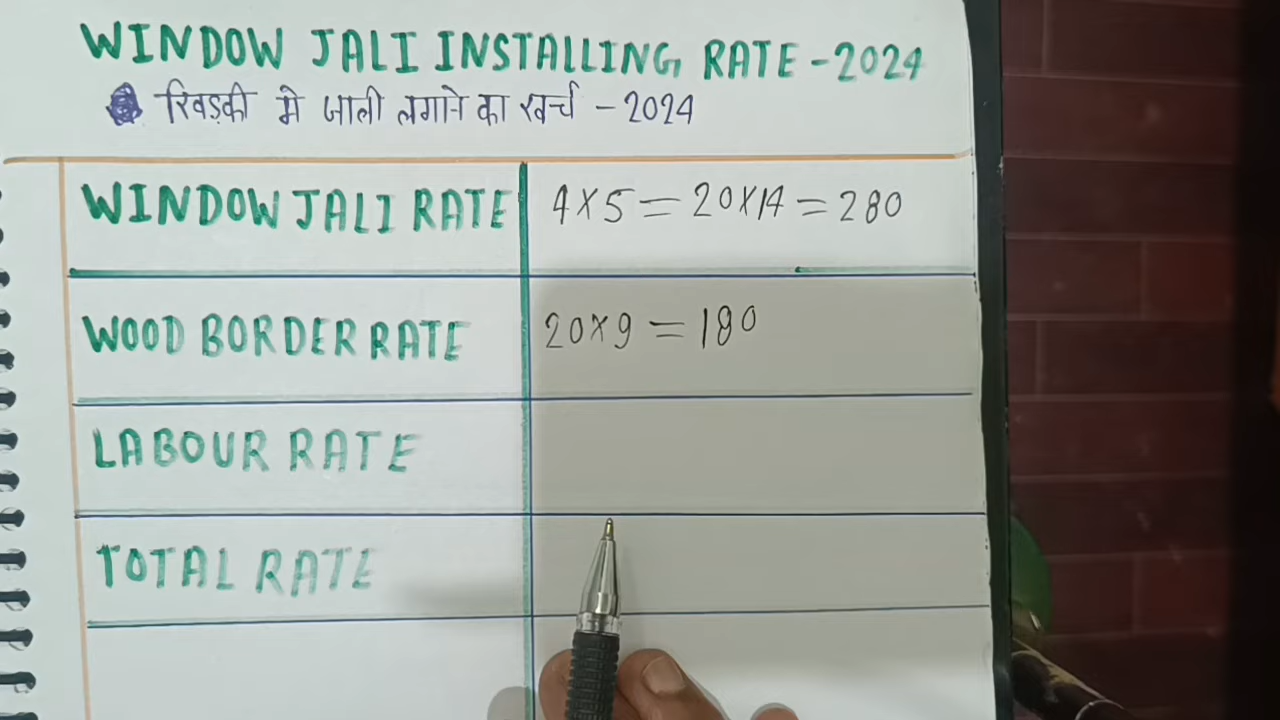 WINDOW JALI INSTALLING RATE -2024
खिड़की मे जाली लगाने का खर्च - 2024
WINDOW JALI RATE 4X5=20X14=280
WOOD BORDER RATE 20X9=180
LABOUR RATE
TOTAL RATE